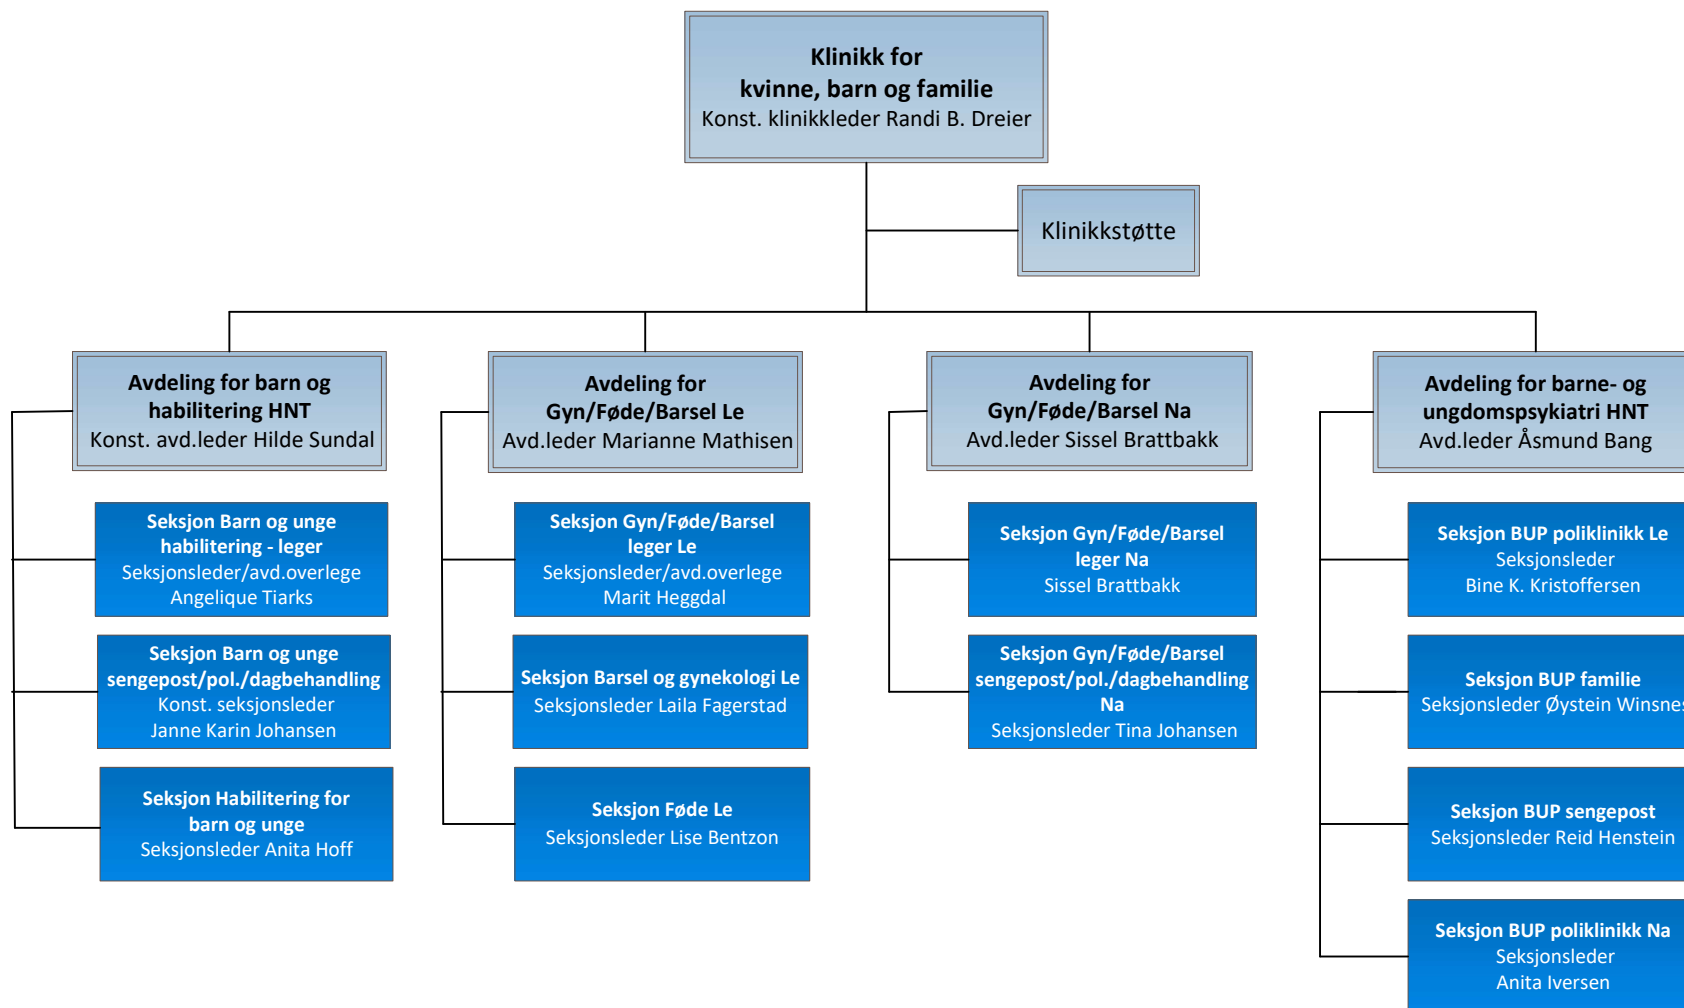 Klinikk for
kvinne, barn og familie
Konst. klinikkleder Randi B. Dreier
Klinikkstøtte
Avdeling for barn og
habilitering HNT
Konst. avd.leder Hilde Sundal
Avdeling for
Gyn/Føde/Barsel Le
Avd.leder Marianne Mathisen
Avdeling for
Gyn/Føde/Barsel Na
Avd.leder Sissel Brattbakk
Avdeling for barne- og
ungdomspsykiatri HNT
Avd.leder Åsmund Bang
Seksjon Barn og unge
habilitering - leger
Seksjonsleder/avd.overlege
Angelique Tiarks
Seksjon Barn og unge
sengepost/pol./dagbehandling
Konst. seksjonsleder
Janne Karin Johansen
Seksjon Habilitering for
barn og unge
Seksjonsleder Anita Hoff
Seksjon Gyn/Føde/Barsel
leger Le
Seksjonsleder/avd.overlege
Marit Heggdal
Seksjon Barsel og gynekologi Le
Seksjonsleder Laila Fagerstad
Seksjon Føde Le
Seksjonsleder Lise Bentzon
Seksjon Gyn/Føde/Barsel
leger Na
Sissel Brattbakk
Seksjon Gyn/Føde/Barsel
sengepost/pol./dagbehandling
Na
Seksjonsleder Tina Johansen
Seksjon BUP poliklinikk Le
Seksjonsleder
Bine K. Kristoffersen
Seksjon BUP familie
Seksjonsleder Øystein Winsnes
Seksjon BUP sengepost
Seksjonsleder Reid Henstein
Seksjon BUP poliklinikk Na
Seksjonsleder
Anita Iversen